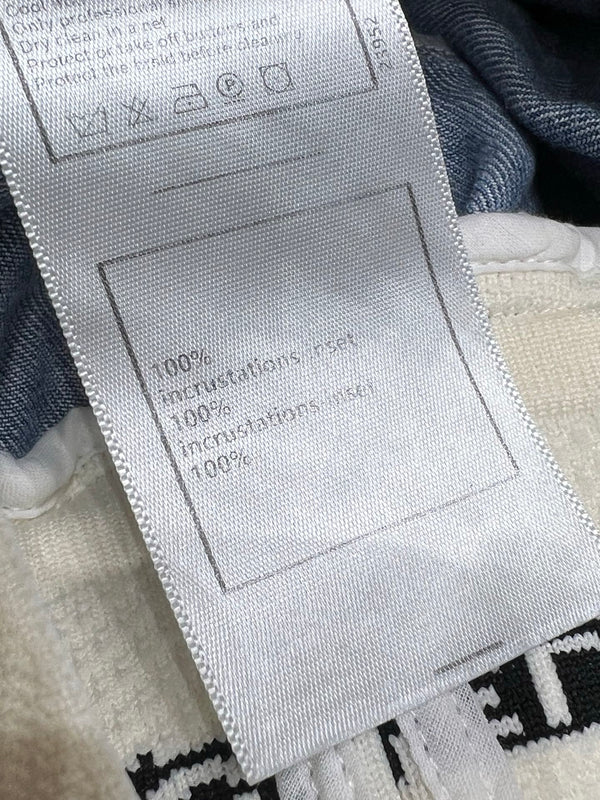 Only professional
Dry clean in a net
Protect or take off buttons and
Protect the braid before cleaning
P
29952
100%
incrustations inset
100%
incrustations inset
100%